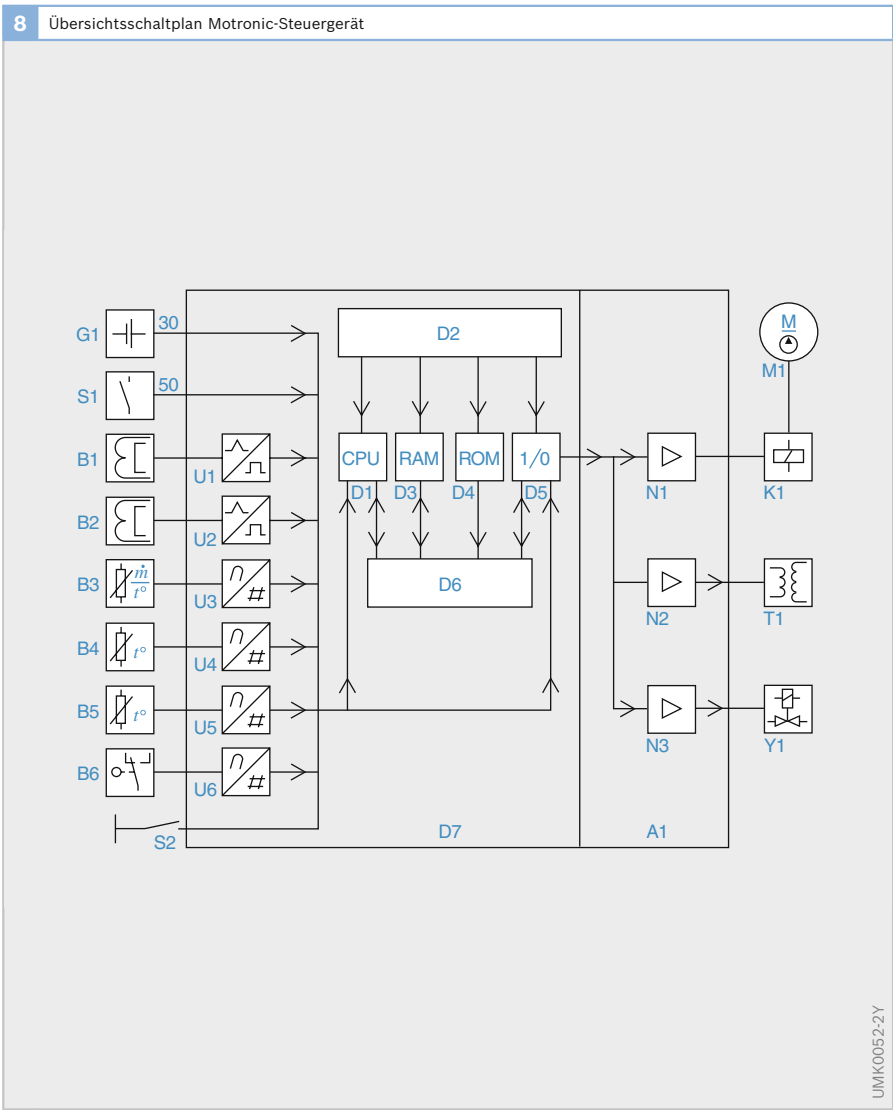 8 Übersichtsschaltplan Motronic-Steuergerät
G1 30 D2 M
M1
S1 50
B1 U1 CPU RAM ROM 1/0 N1 K1
D1 D3 D4 D5
B2 U2
B3 ṁ t° U3 D6 N2 T1
B4 t° U4
B5 t° U5 N3 Y1
B6 U6
S2 D7 A1
UMK0052-2Y